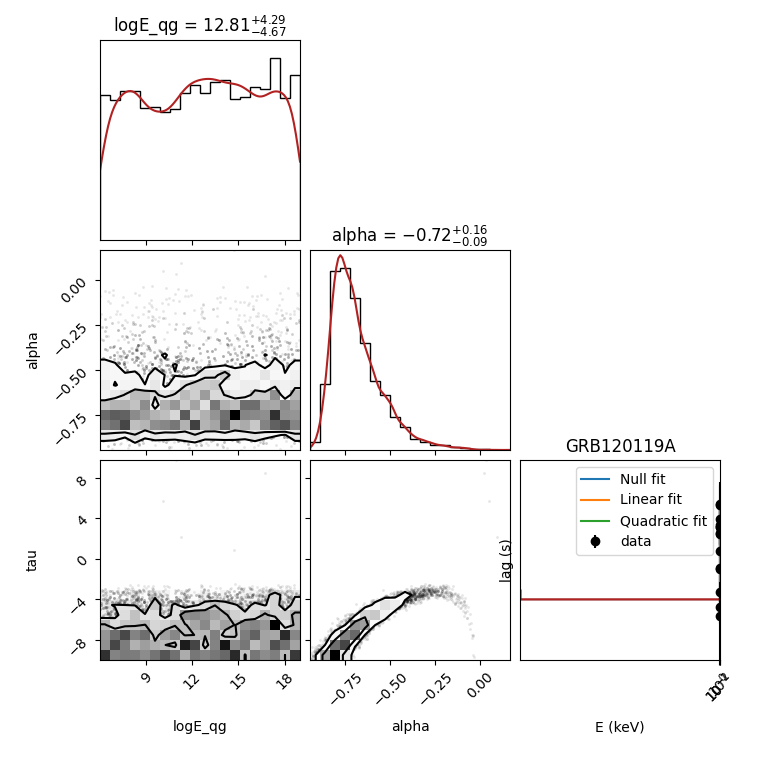 logE_qg = 12.81+4.29−4.67
alpha = −0.72+0.16−0.09
0.00
−0.25
−0.50
−0.75
alpha
GRB120119A
Null fit
Linear fit
Quadratic fit
data
lag (s)
8
4
0
−4
−8
tau
9
12
15
18
−0.75
−0.50
−0.25
0.00
logE_qg
alpha
E (keV)